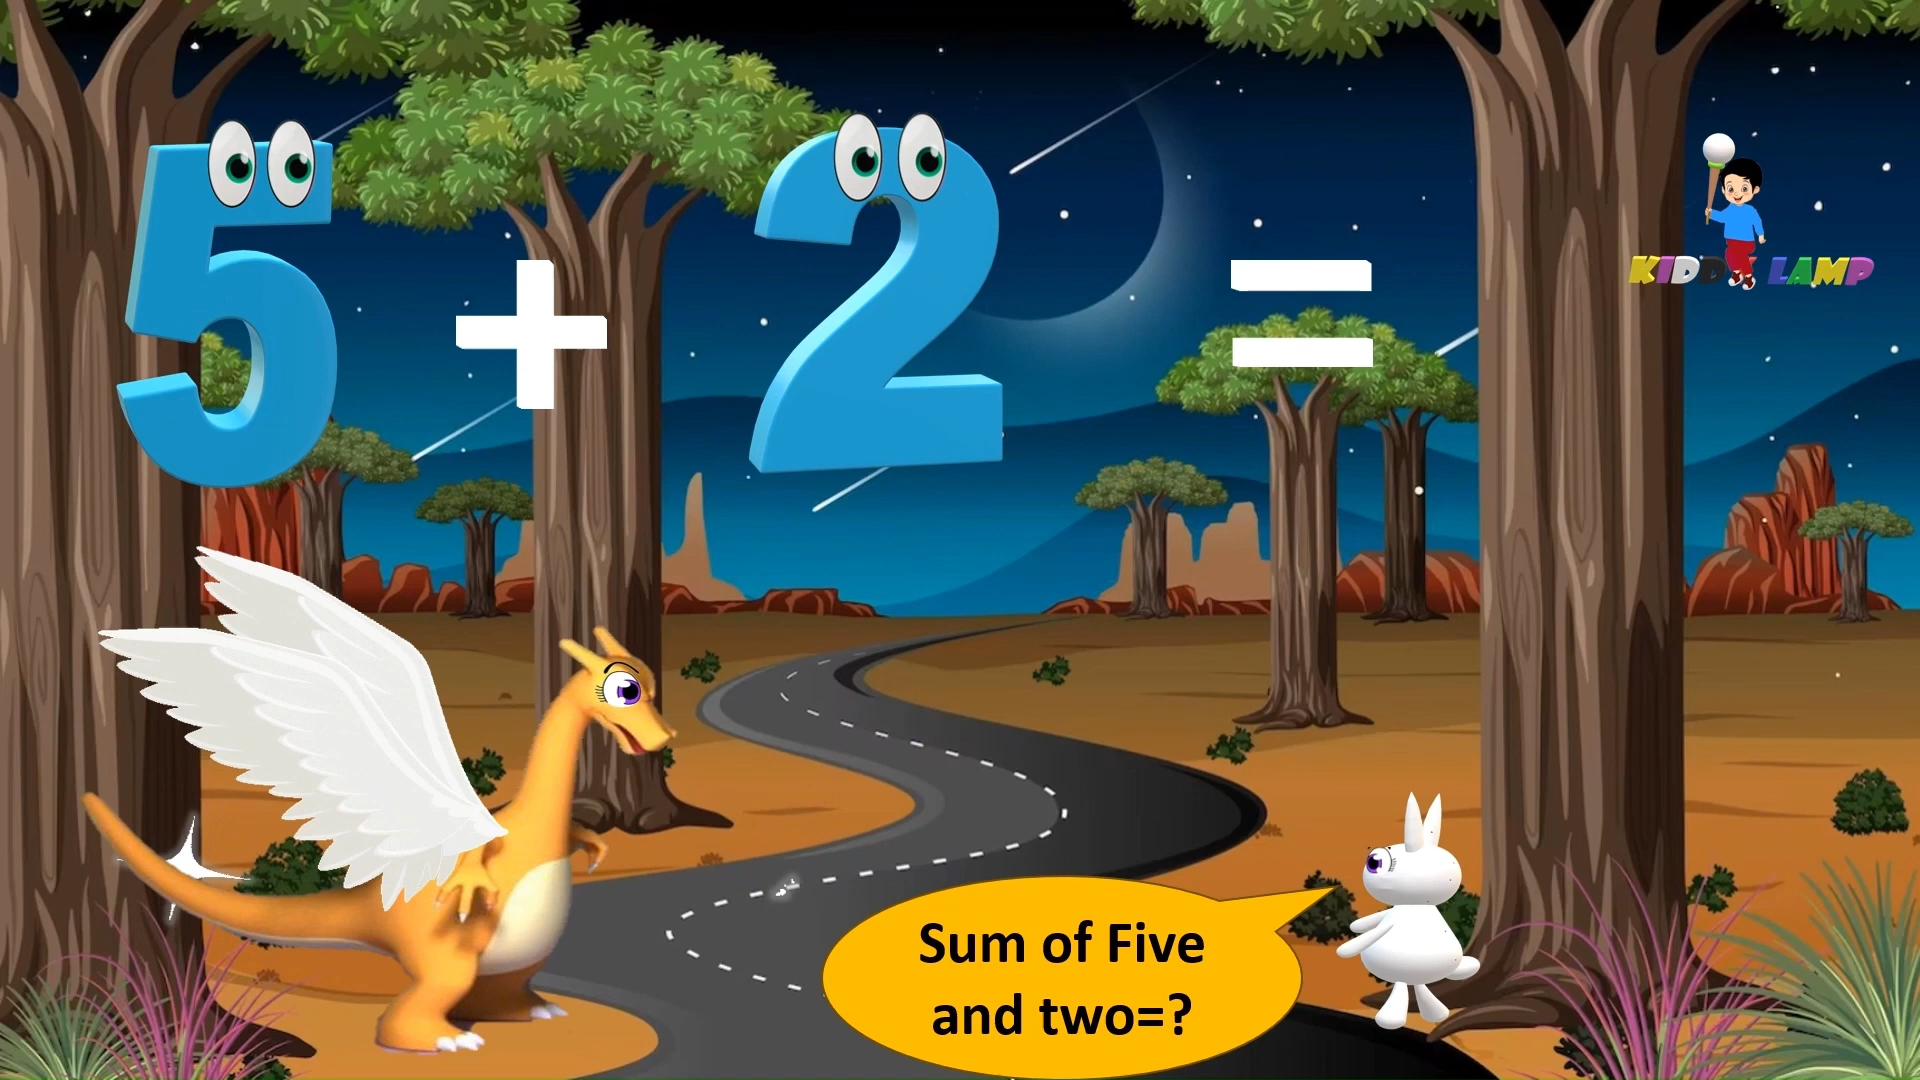 5 + 2 =
KIDDY LAMP
Sum of Five
and two=?